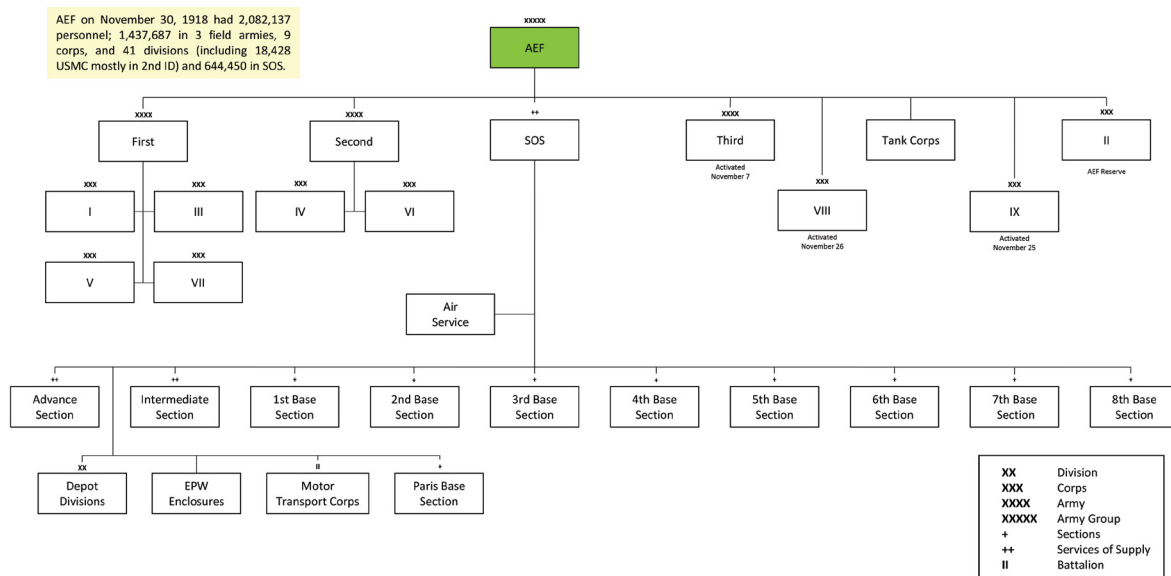 AEF on November 30, 1918 had 2,082,137
personnel; 1,437,687 in 3 field armies, 9
corps, and 41 divisions (including 18,428
USMC mostly in 2nd ID) and 644,450 in SOS.
XXXXX
AEF
XXXX
First
XXXX
Second
++
SOS
XXXX
Third
Activated
November 7
Tank Corps
XXX
II
AEF Reserve
XXX
I
XXX
III
XXX
IV
XXX
VI
XXX
VIII
Activated
November 26
XXX
IX
Activated
November 25
XXX
V
XXX
VII
Air
Service
++
Advance
Section
++
Intermediate
Section
+
1st Base
Section
+
2nd Base
Section
+
3rd Base
Section
+
4th Base
Section
+
5th Base
Section
+
6th Base
Section
+
7th Base
Section
+
8th Base
Section
XX
Depot
Divisions
EPW
Enclosures
II
Motor
Transport Corps
+
Paris Base
Section
XX Division
XXX Corps
XXXX Army
XXXXX Army Group
+ Sections
++ Services of Supply
II Battalion